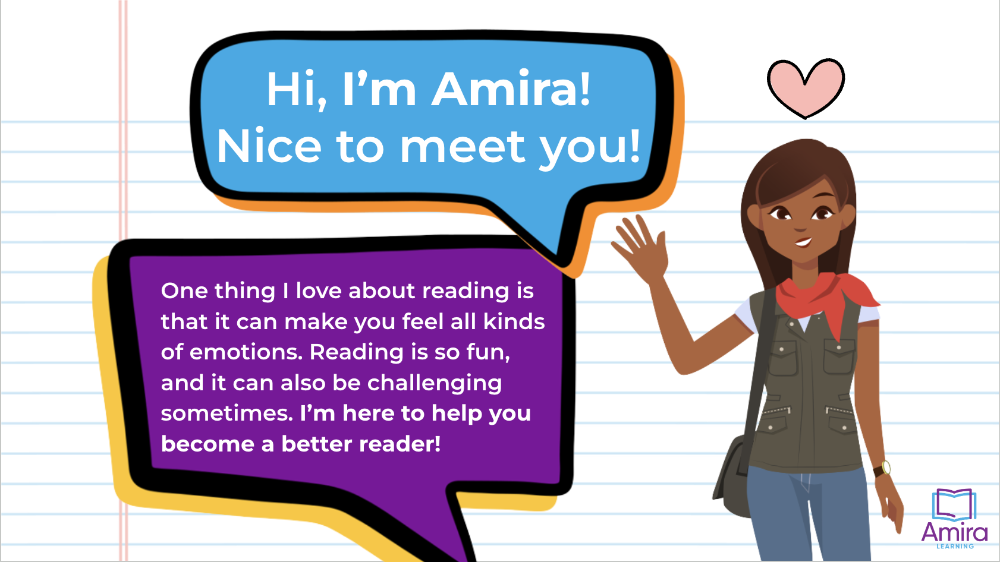 Hi, I’m Amira!
Nice to meet you!
One thing I love about reading is
that it can make you feel all kinds
of emotions. Reading is so fun,
and it can also be challenging
sometimes. I’m here to help you
become a better reader!
Amira
LEARNING